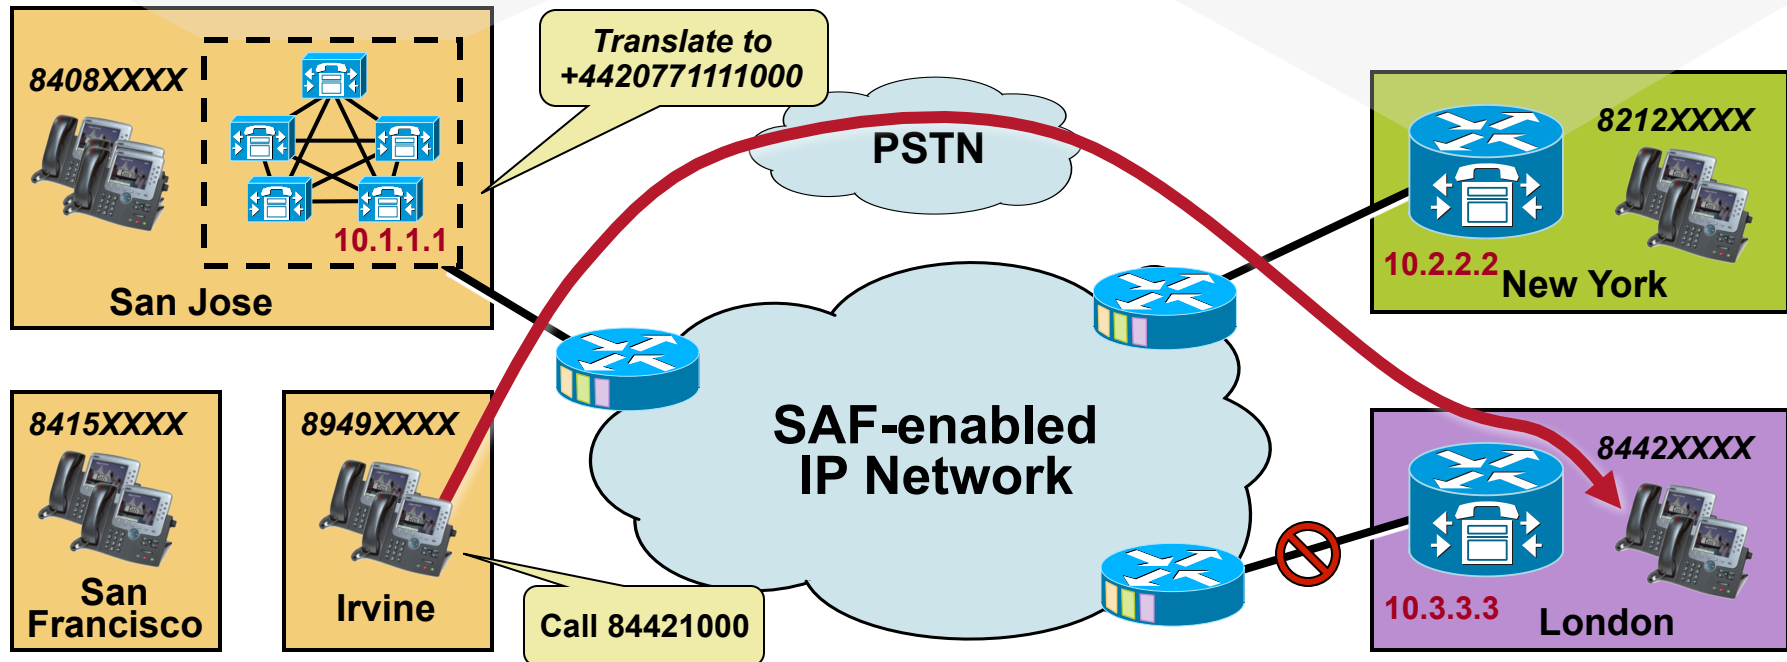 8408XXXX
10.1.1.1
San Jose
Translate to
+4420771111000
PSTN
8212XXXX
10.2.2.2
New York
8415XXXX
San
Francisco
8949XXXX
Irvine
Call 84421000
SAF-enabled
IP Network
8442XXXX
10.3.3.3
London